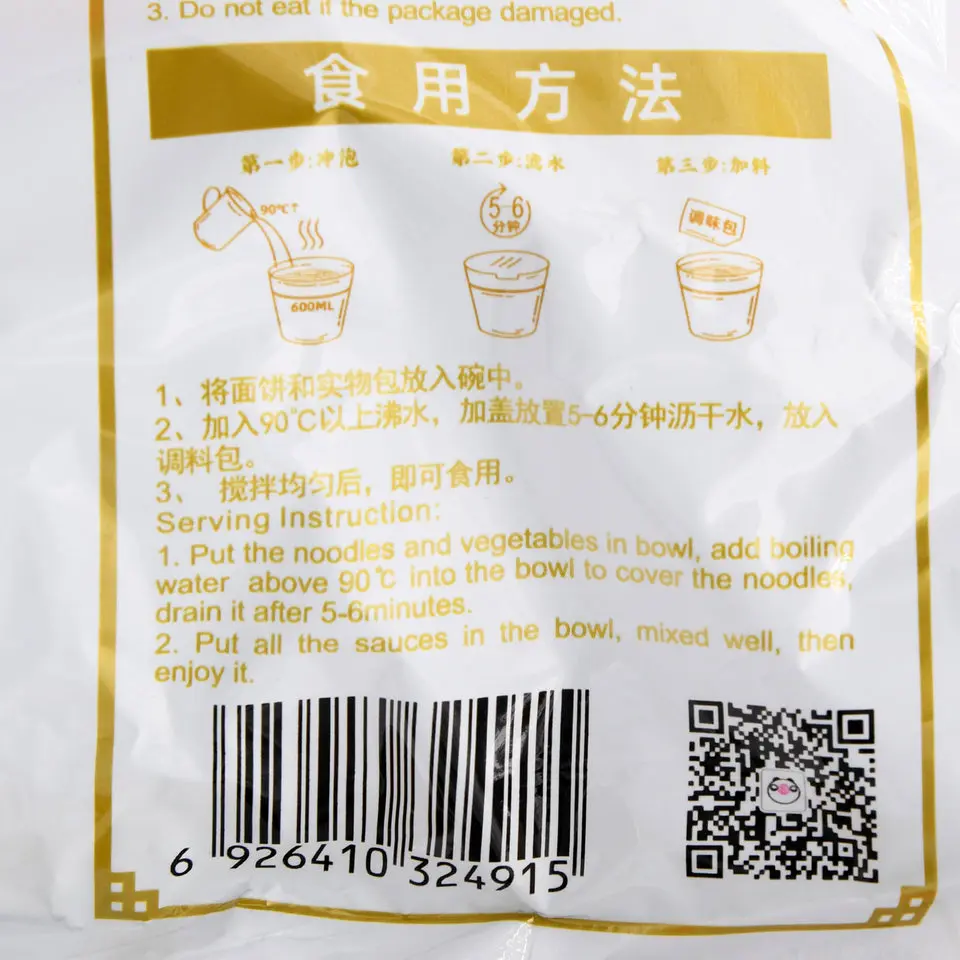 3. Do not eat if the package damaged.
食用方法
第一步:冲泡 第二步:流水 第三步:加料
90℃↑
5-6
分钟
调味包
600ML
1、将面饼和实物包放入碗中。
2、加入90℃以上沸水，加盖放置5-6分钟沥干水，放入
调料包。
3、 搅拌均匀后，即可食用。
Serving Instruction:
1. Put the noodles and vegetables in bowl, add boiling
water above 90℃ into the bowl to cover the noodles,
drain it after 5-6minutes.
2. Put all the sauces in the bowl, mixed well, then
enjoy it.
6 926410 324915